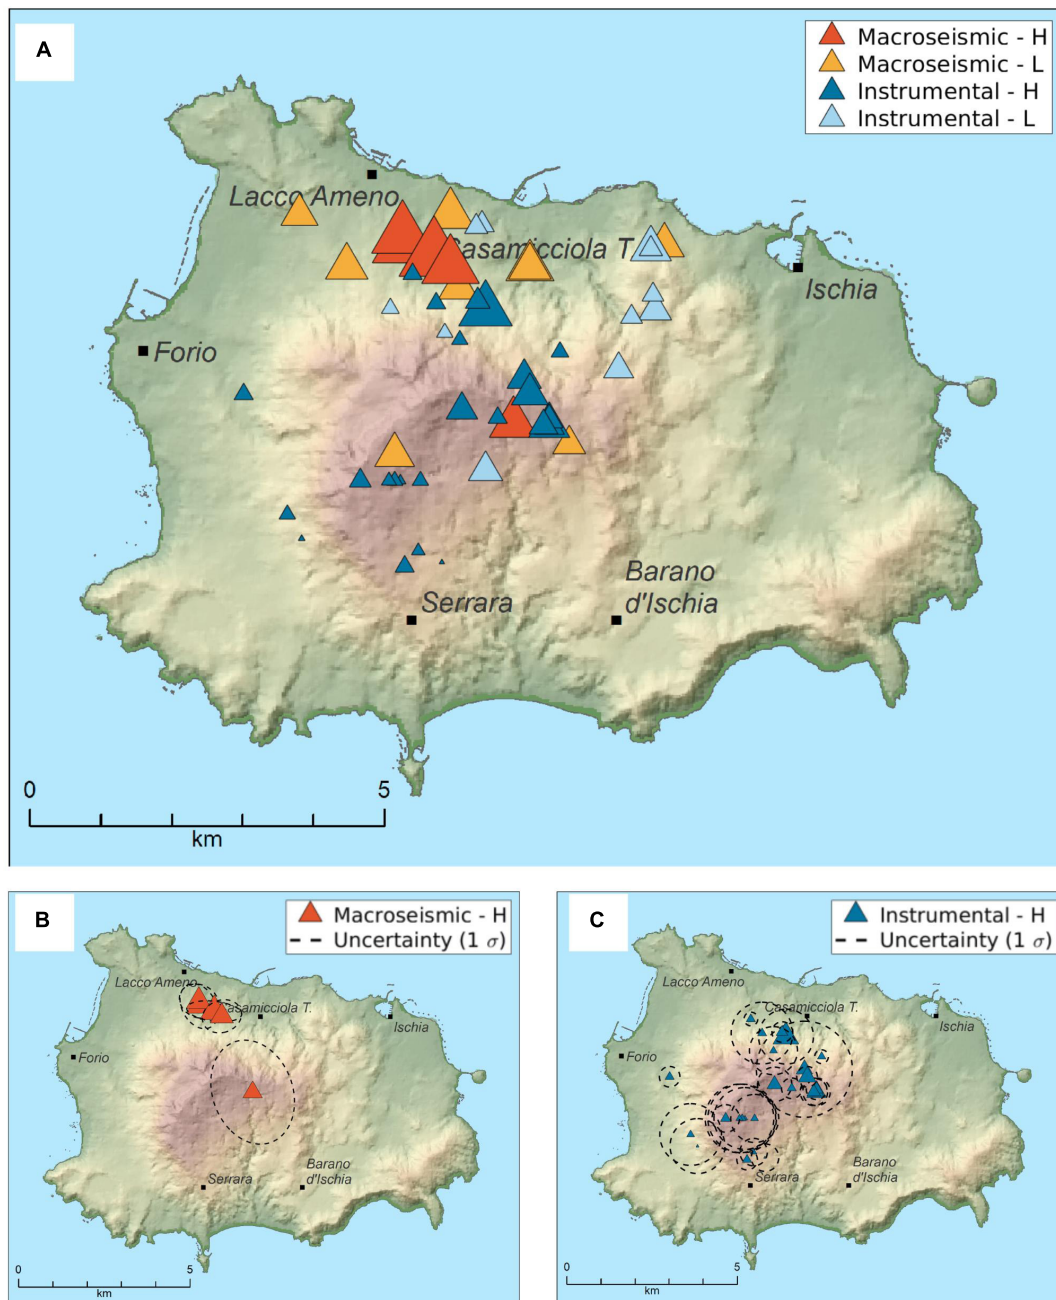 A
Macroseismic - H
Macroseismic - L
Instrumental - H
Instrumental - L
Lacco Ameno
Casamicciola T.
Ischia
Forio
Serrara
Barano
d'Ischia
0 5
km
B
Macroseismic - H
Uncertainty (1 σ)
Lacco Ameno
Casamicciola T.
Ischia
Forio
Serrara
Barano
d'Ischia
0 5
km
C
Instrumental - H
Uncertainty (1 σ)
Lacco Ameno
Casamicciola T.
Ischia
Forio
Serrara
Barano
d'Ischia
0 5
km